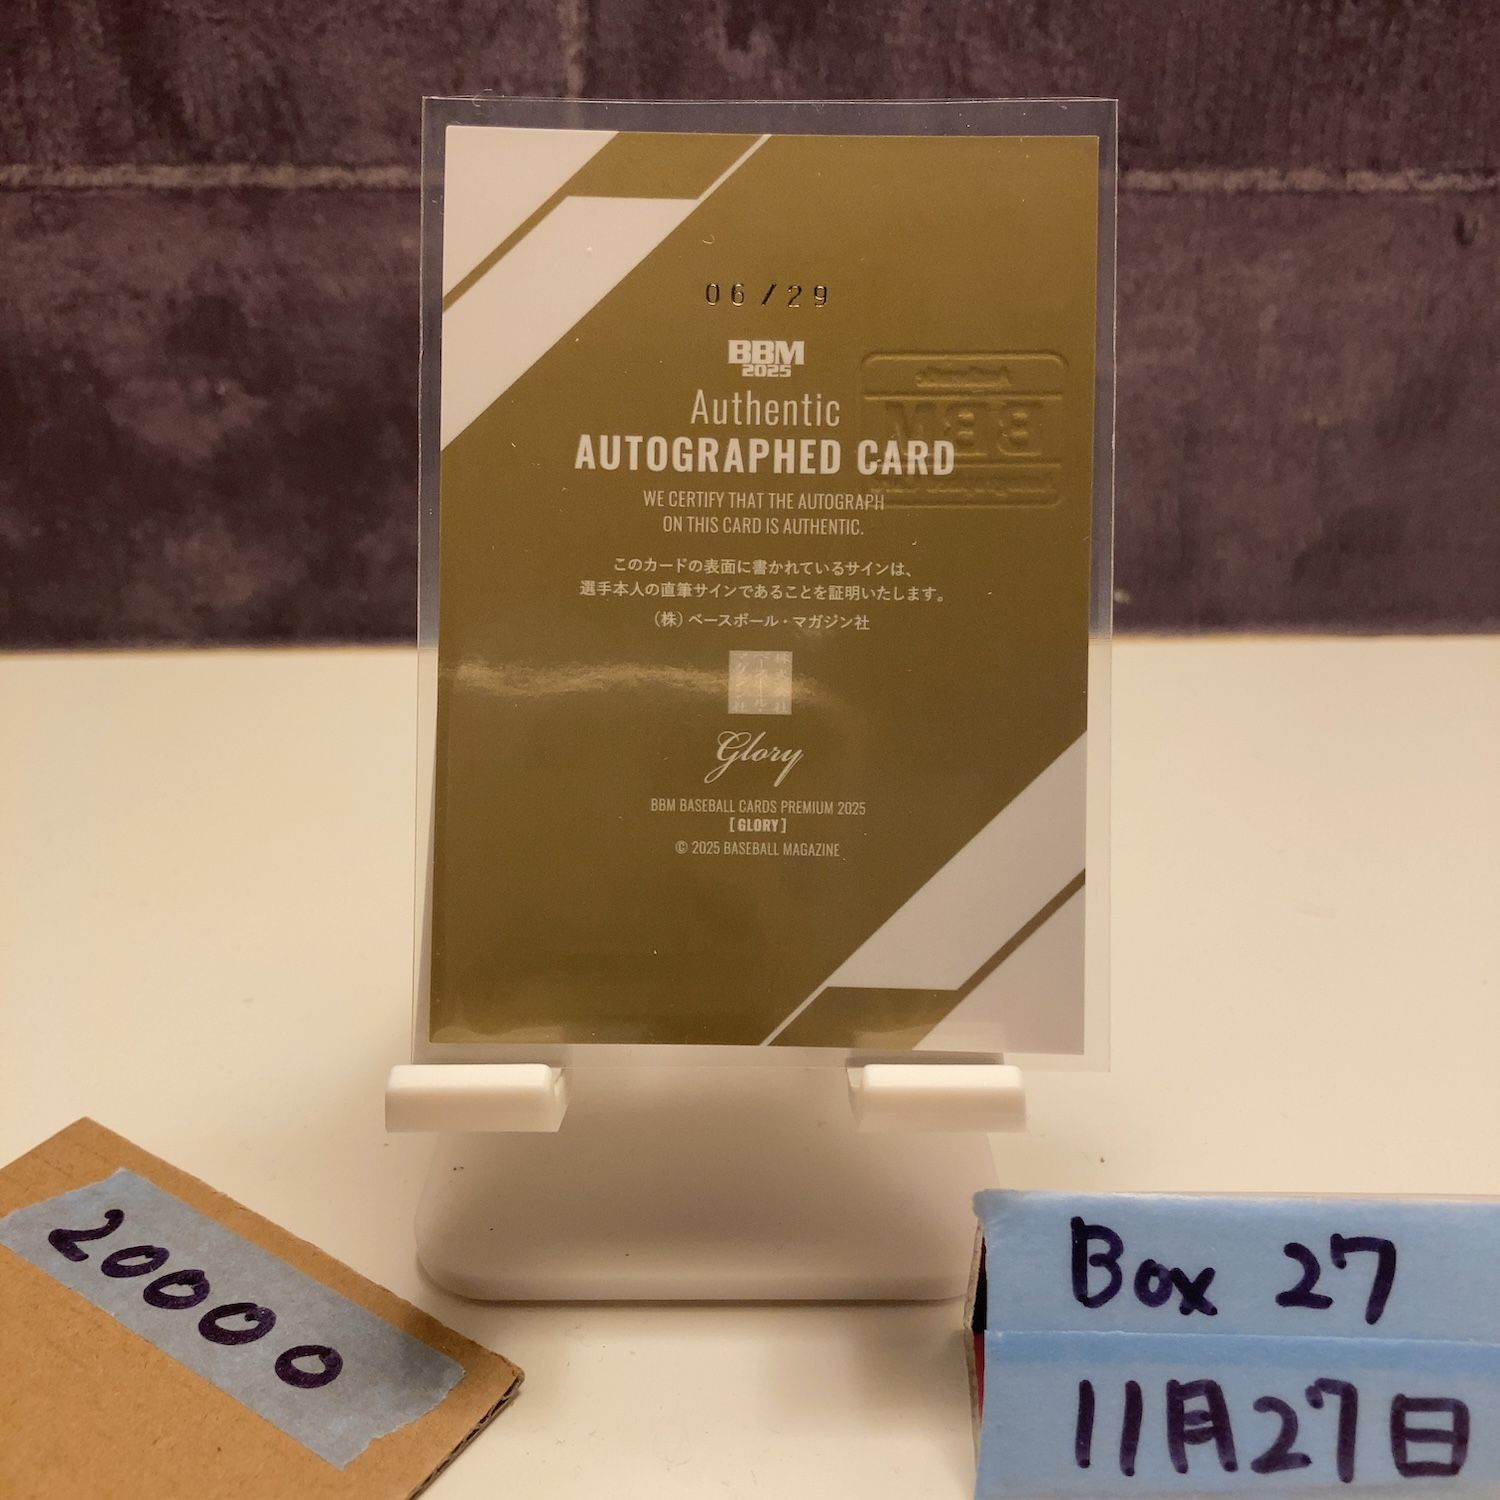 06/29
BBM
2025
Authentic
AUTOGRAPHED CARD
WE CERTIFY THAT THE AUTOGRAPH
ON THIS CARD IS AUTHENTIC.
このカードの表面に書かれているサインは、
選手本人の直筆サインであることを証明いたします。
(株)ベースボール・マガジン社
Glory
BBM BASEBALL CARDS PREMIUM 2025
[GLORY]
© 2025 BASEBALL MAGAZINE
20000
Box 27
11月27日